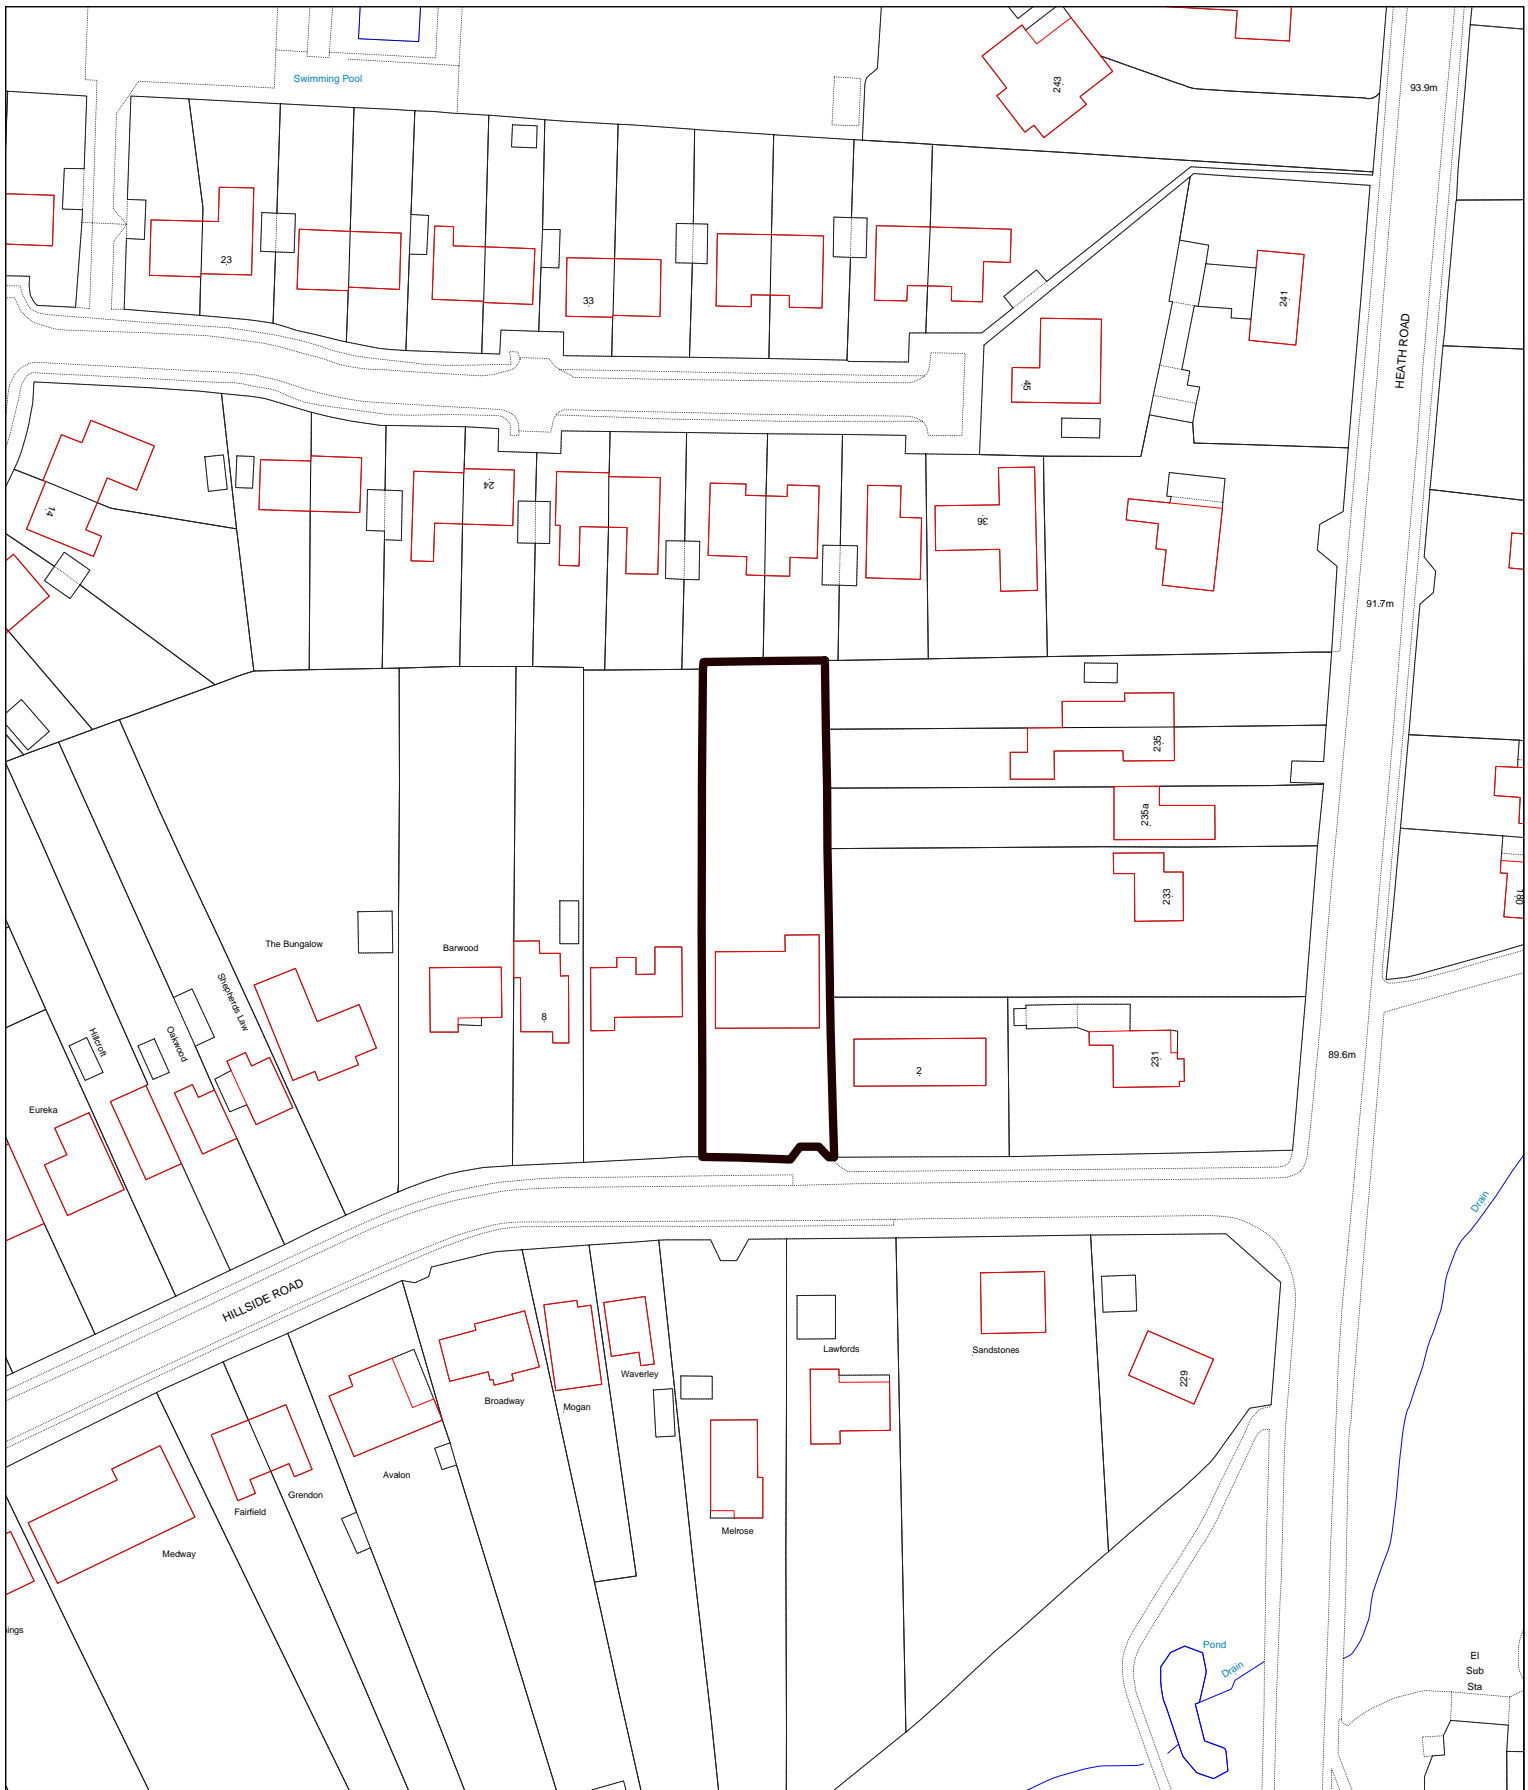 Swimming Pool
243
93.9m
23
33
241
HEATH ROAD
45
14
24
36
91.7m
235
235a
233
180
The Bungalow
Barwood
Shepherds Law
Oakwood
Hillcroft
8
2
231
89.6m
Eureka
Drain
HILLSIDE ROAD
Lawfords
Sandstones
229
Waverley
Broadway
Mogan
Avalon
Grendon
Fairfield
Melrose
Medway
ings
Pond
Drain
El
Sub
Sta